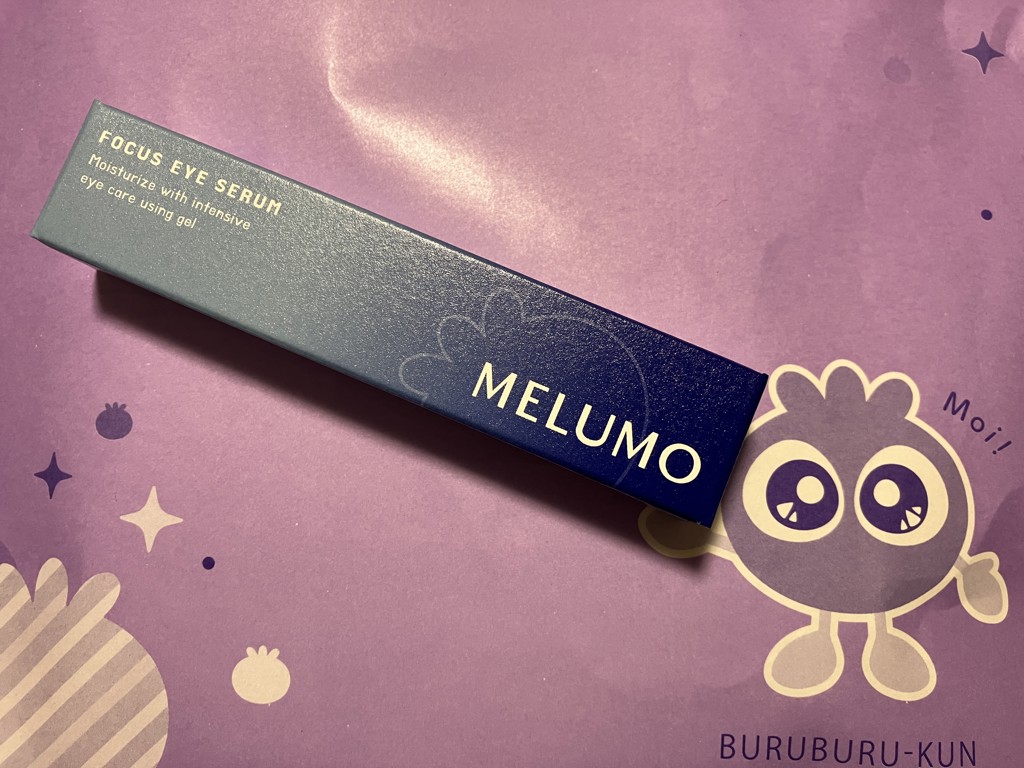 FOCUS EYE SERUM
Moisturize with intensive
eye care using gel
MELUMO
Moi!
BURUBURU-KUN